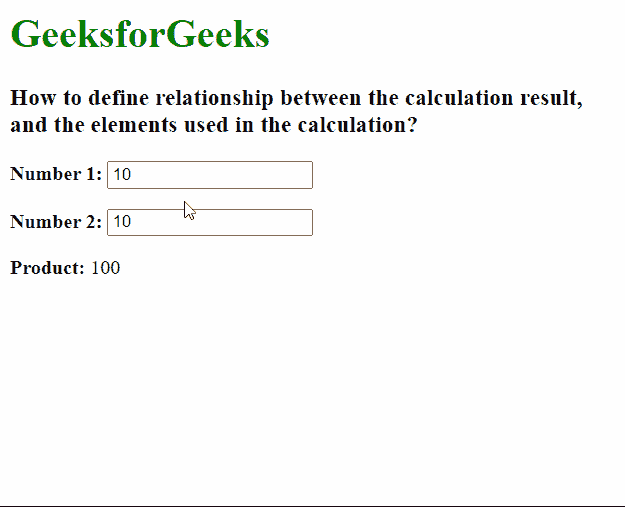 GeeksforGeeks
How to define relationship between the calculation result,
and the elements used in the calculation?
Number 1: 10
Number 2: 10
Product: 100